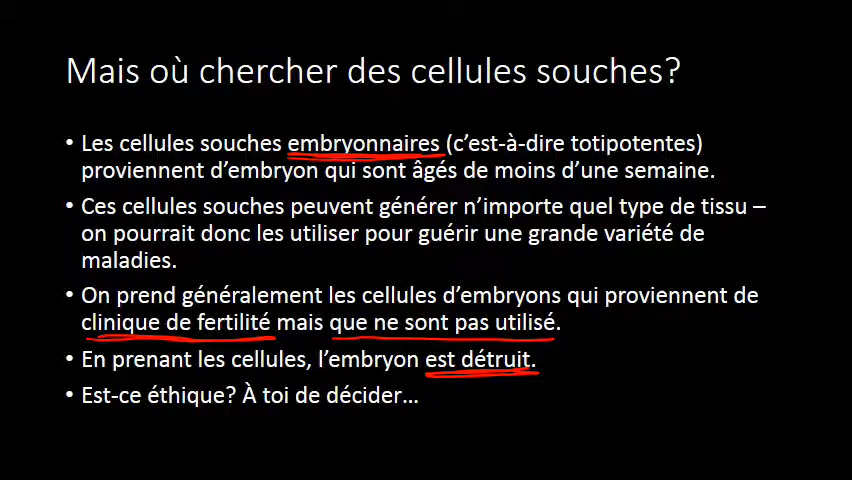 Mais où chercher des cellules souches?
• Les cellules souches embryonnaires (c’est-à-dire totipotentes)
proviennent d’embryon qui sont âgés de moins d’une semaine.
• Ces cellules souches peuvent générer n’importe quel type de tissu –
on pourrait donc les utiliser pour guérir une grande variété de
maladies.
• On prend généralement les cellules d’embryons qui proviennent de
clinique de fertilité mais que ne sont pas utilisé.
• En prenant les cellules, l’embryon est détruit.
• Est-ce éthique? À toi de décider…